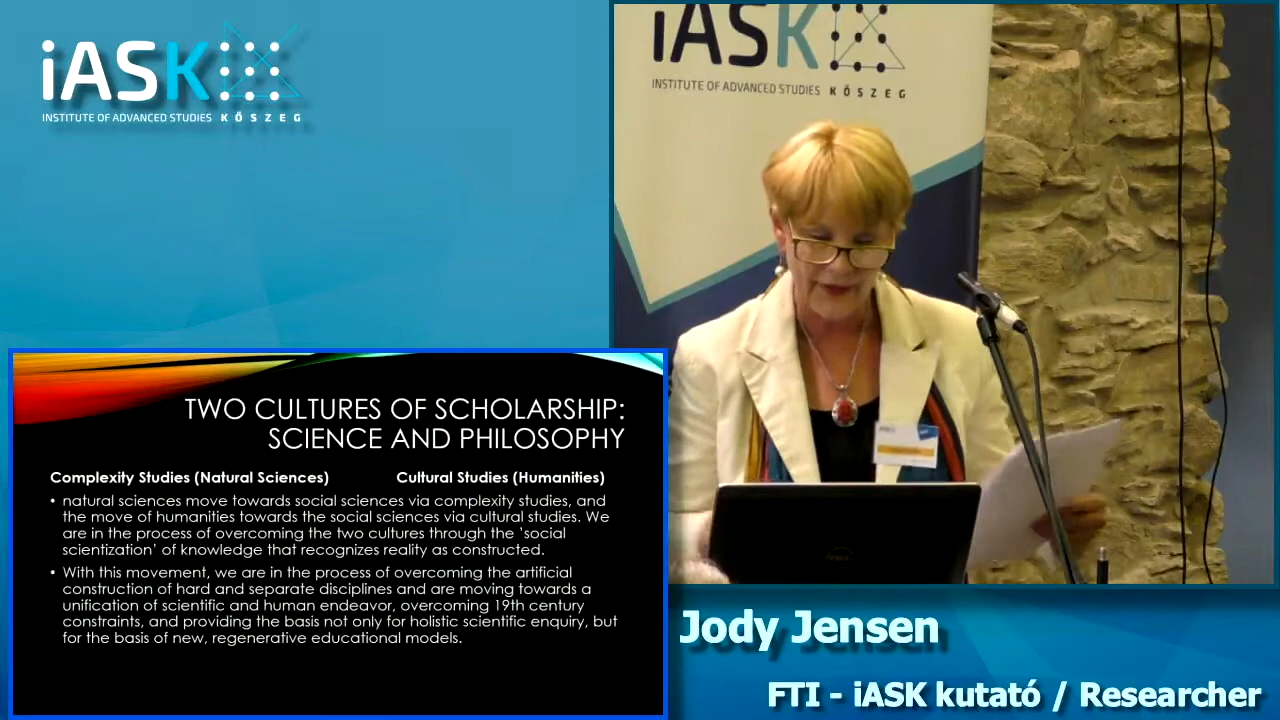 iASK
INSTITUTE OF ADVANCED STUDIES KŐSZEG
iASK
INSTITUTE OF ADVANCED STUDIES KŐSZEG
TWO CULTURES OF SCHOLARSHIP:
SCIENCE AND PHILOSOPHY
Complexity Studies (Natural Sciences) Cultural Studies (Humanities)
• natural sciences move towards social sciences via complexity studies, and
the move of humanities towards the social sciences via cultural studies. We
are in the process of overcoming the two cultures through the 'social
scientization' of knowledge that recognizes reality as constructed.
• With this movement, we are in the process of overcoming the artificial
construction of hard and separate disciplines and are moving towards a
unification of scientific and human endeavor, overcoming 19th century
constraints, and providing the basis not only for holistic scientific enquiry, but
for the basis of new, regenerative educational models.
Jody Jensen
FTI - iASK kutató / Researcher